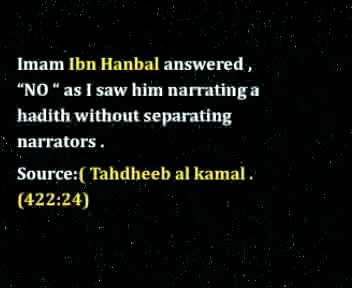 Imam Ibn Hanbal answered ,
“NO “ as I saw him narrating a
hadith without separating
narrators .
Source:( Tahdheeb al kamal .
(422:24)